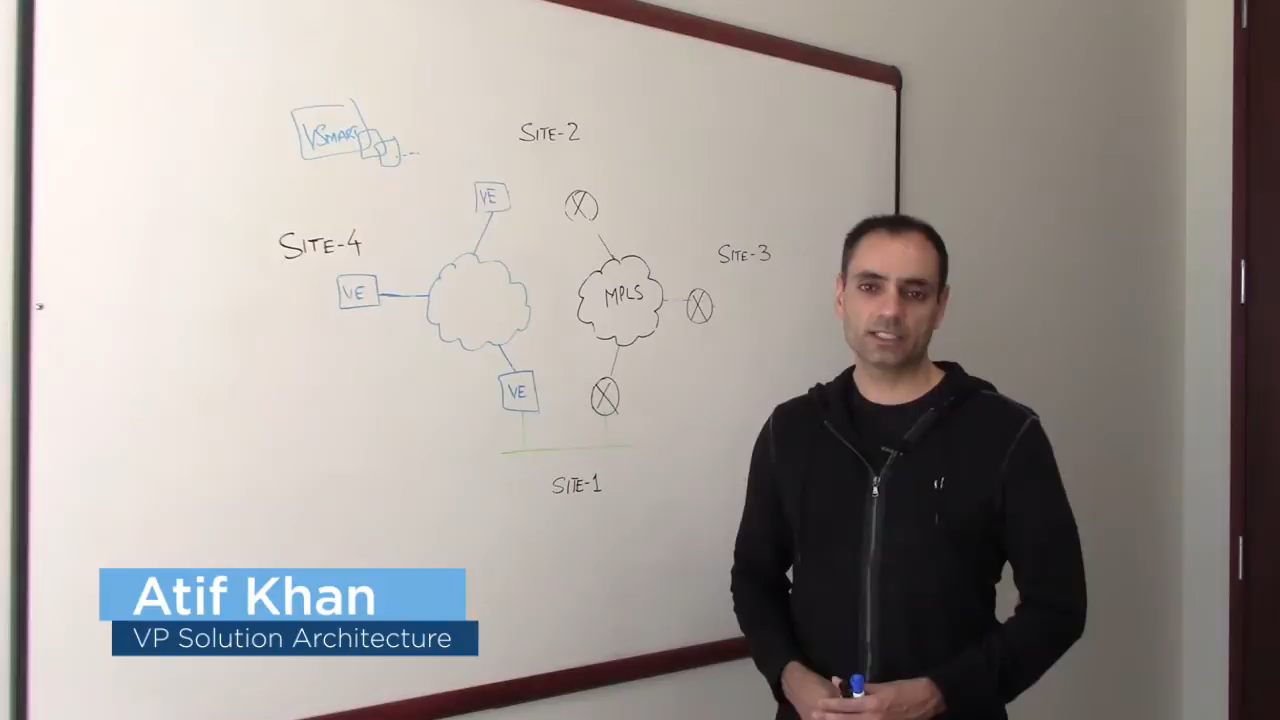 VSMART
SITE-2
VE
SITE-4
SITE-3
VE
MPLS
VE
SITE-1
Atif Khan
VP Solution Architecture